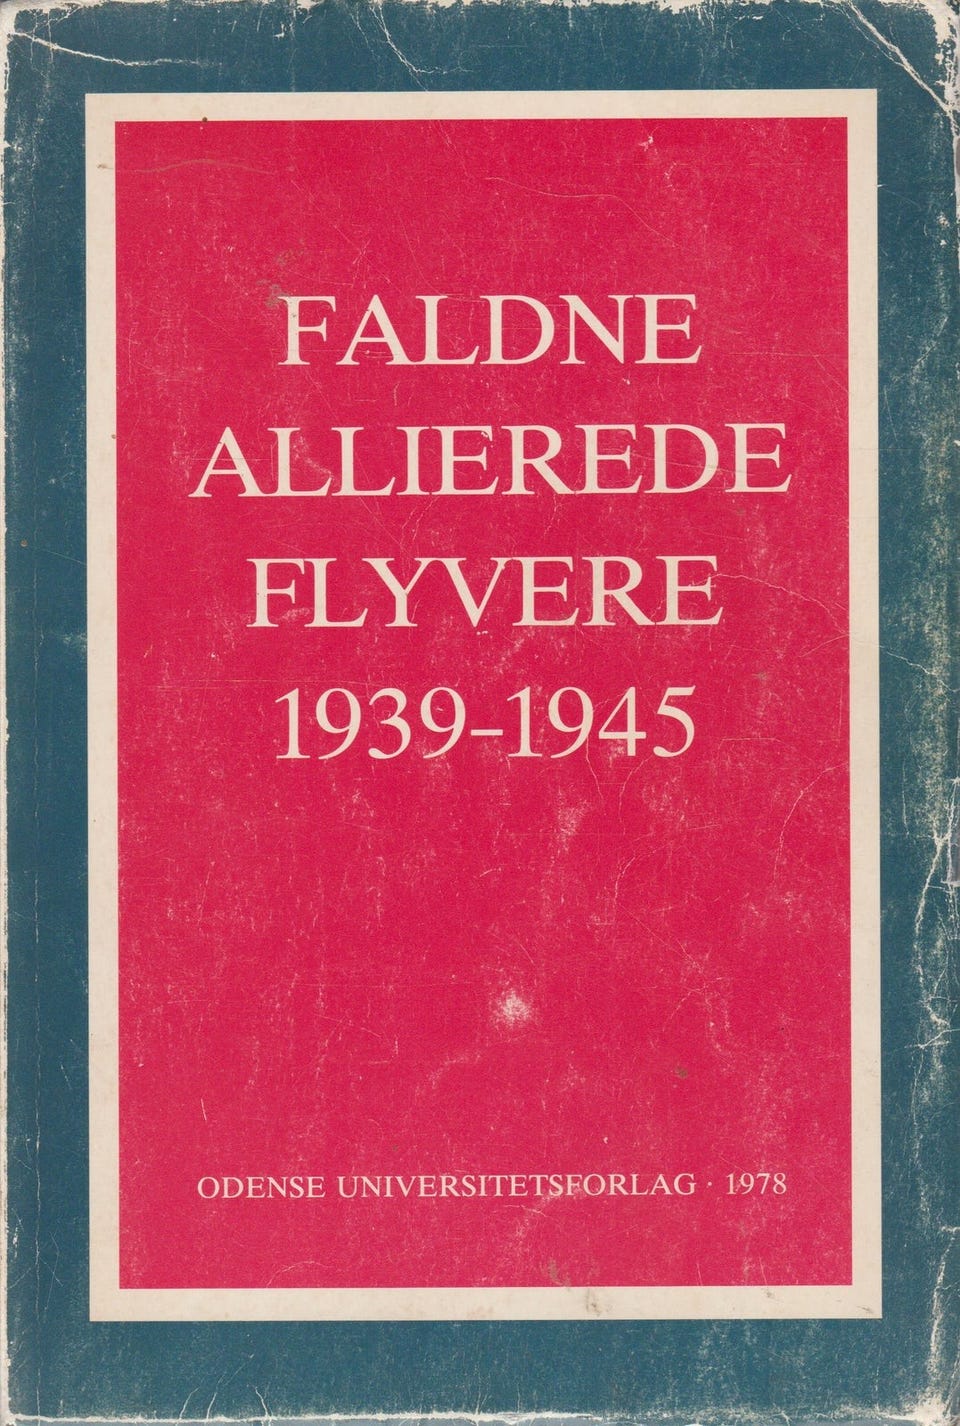 FALDNE
ALLIEREDE
FLYVERE
1939-1945
ODENSE UNIVERSITETSFORLAG · 1978